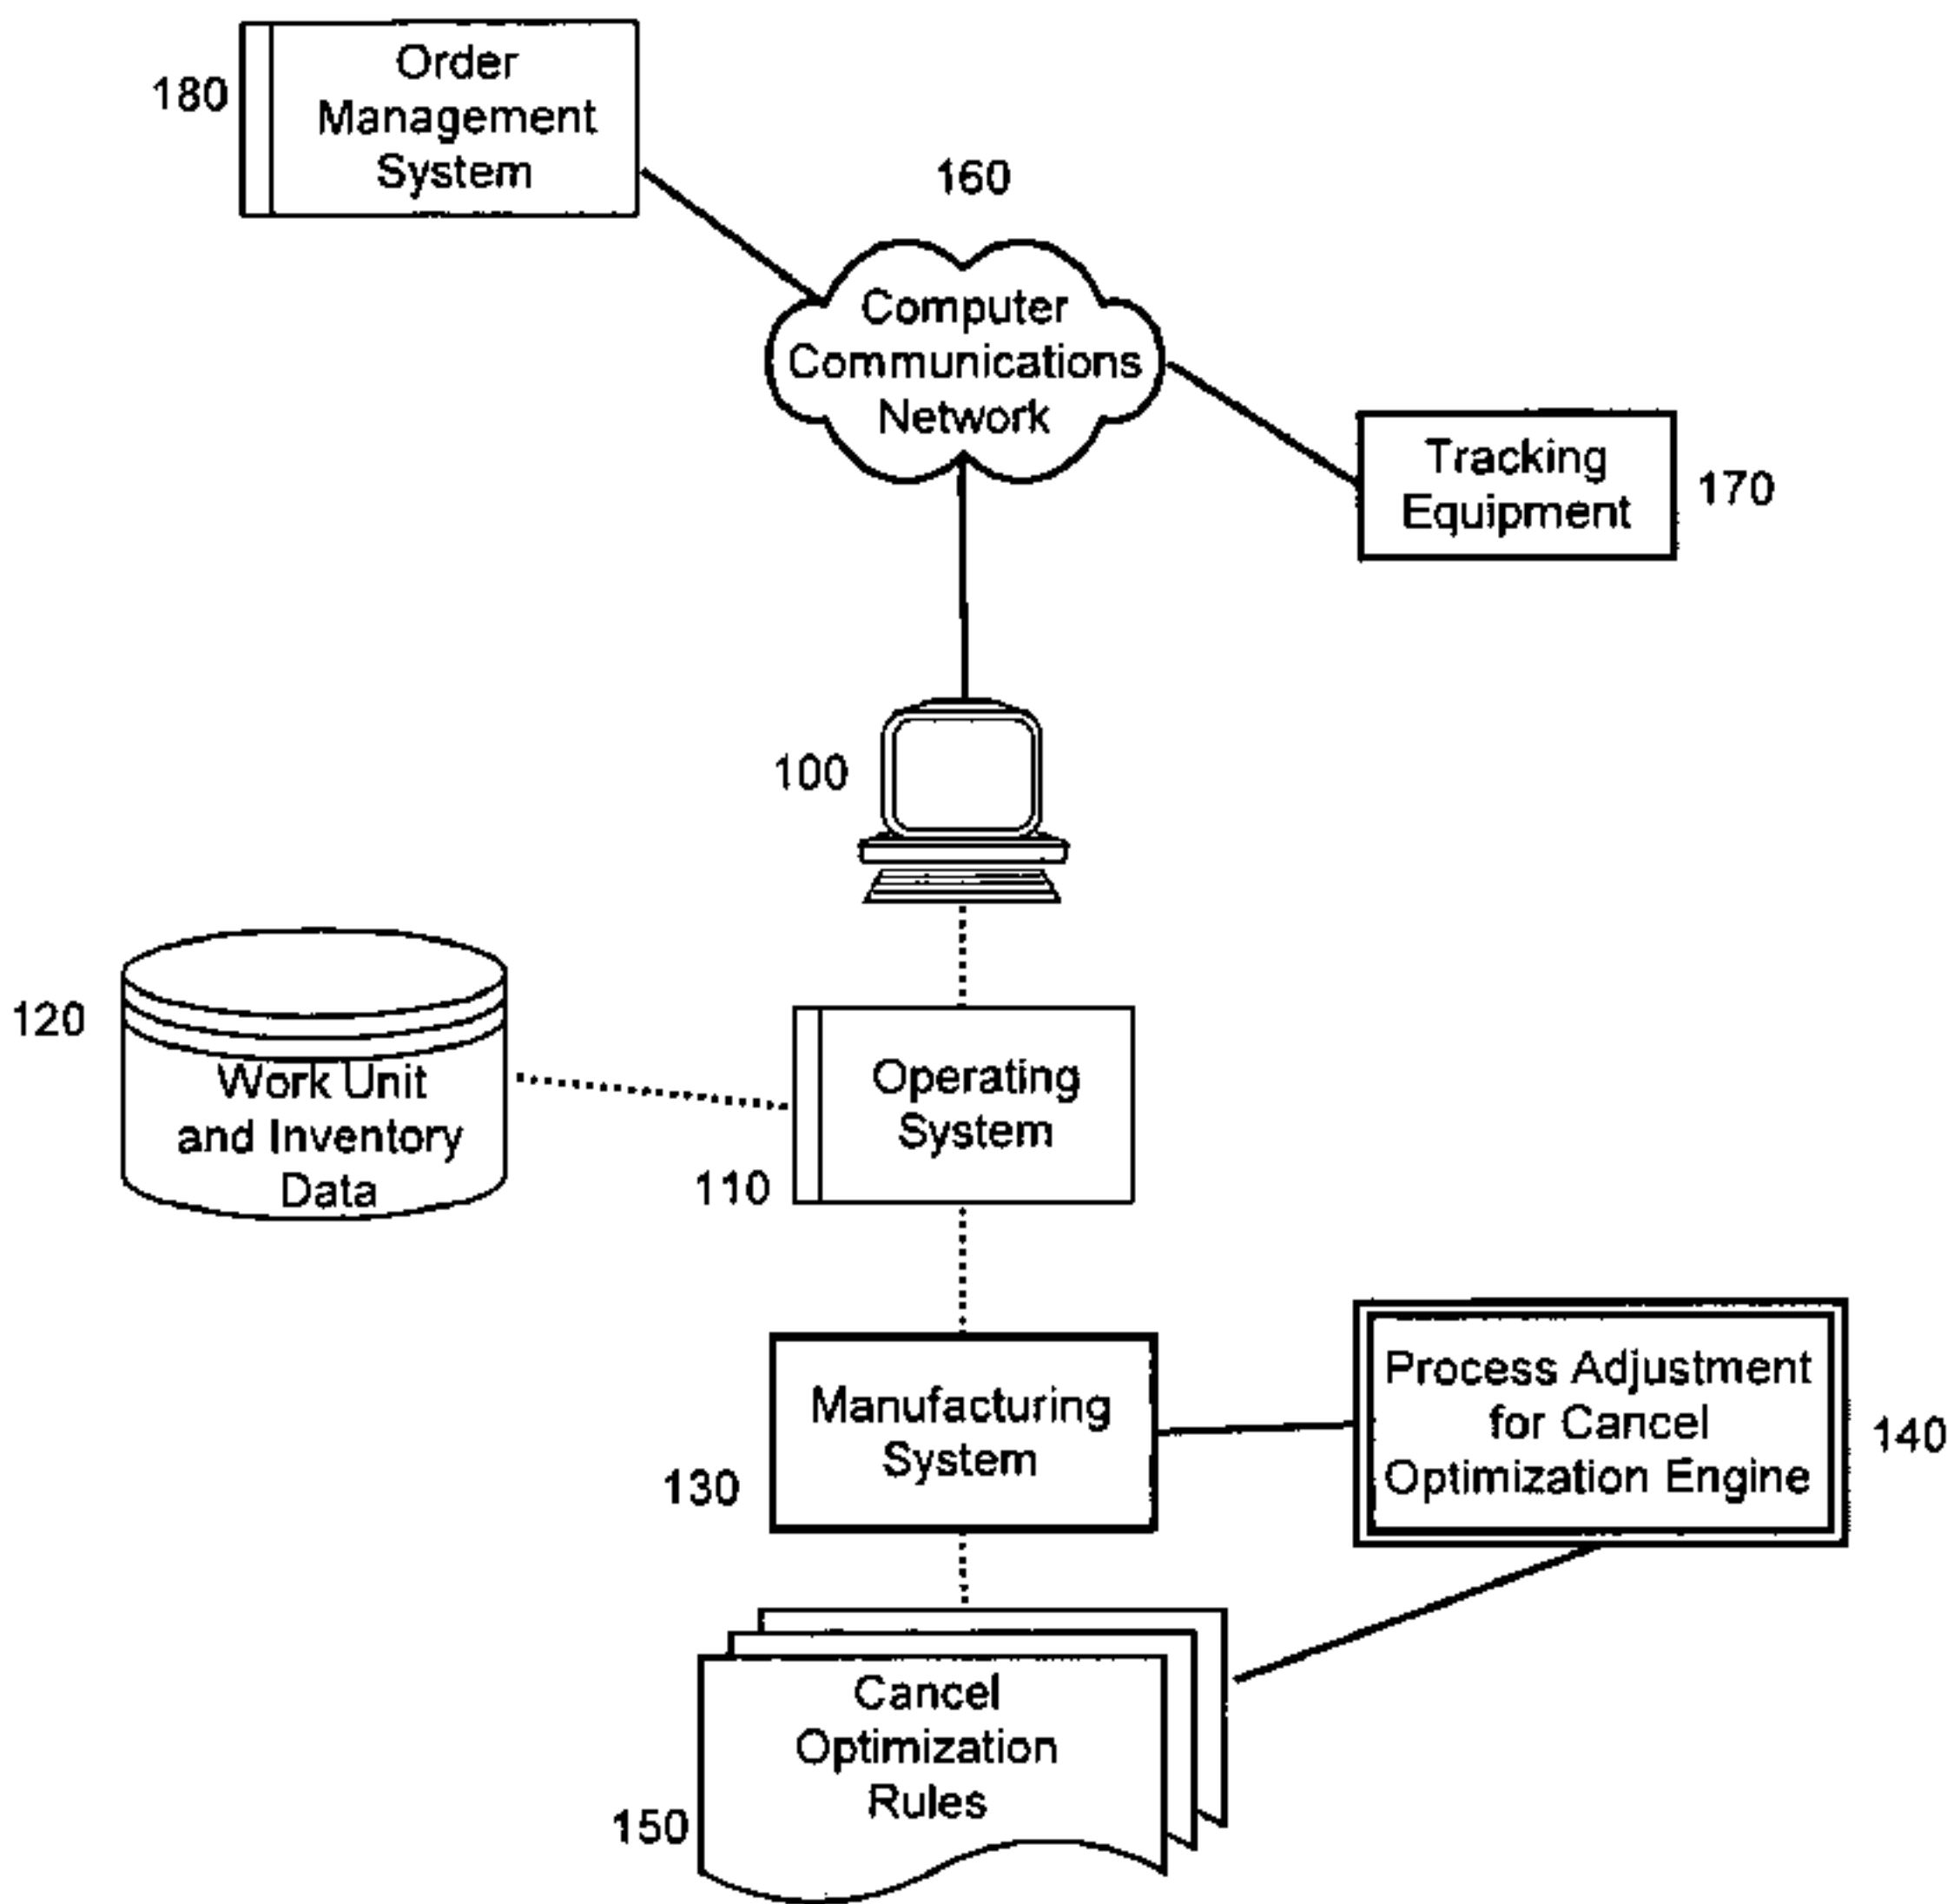 Order
Management
System
180
160
Computer
Communications
Network
Tracking
Equipment
170
100
120
Work Unit
and Inventory
Data
Operating
System
110
Manufacturing
System
130
Process Adjustment
for Cancel
Optimization Engine
140
Cancel
Optimization
Rules
150